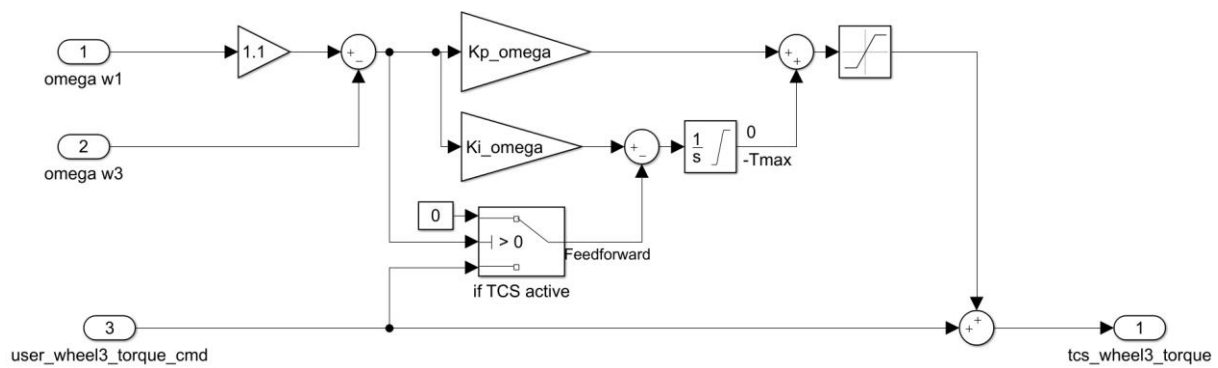 1
omega w1
1.1
+
-
Kp_omega
+
+
2
omega w3
Ki_omega
+
-
1
s
0
-Tmax
0
> 0
Feedforward
if TCS active
3
user_wheel3_torque_cmd
+
+
1
tcs_wheel3_torque